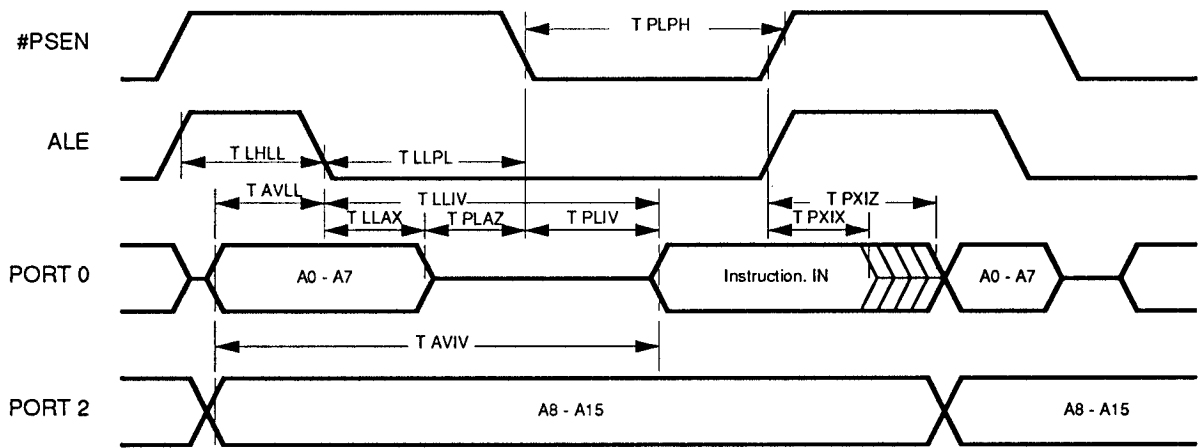 #PSEN
T PLPH
ALE
T LHLL
T LLPL
T AVLL
T LLIV
T PXIZ
T LLAX
T PLAZ
T PLIV
T PXIX
PORT 0
A0 - A7
Instruction. IN
A0 - A7
T AVIV
PORT 2
A8 - A15
A8 - A15